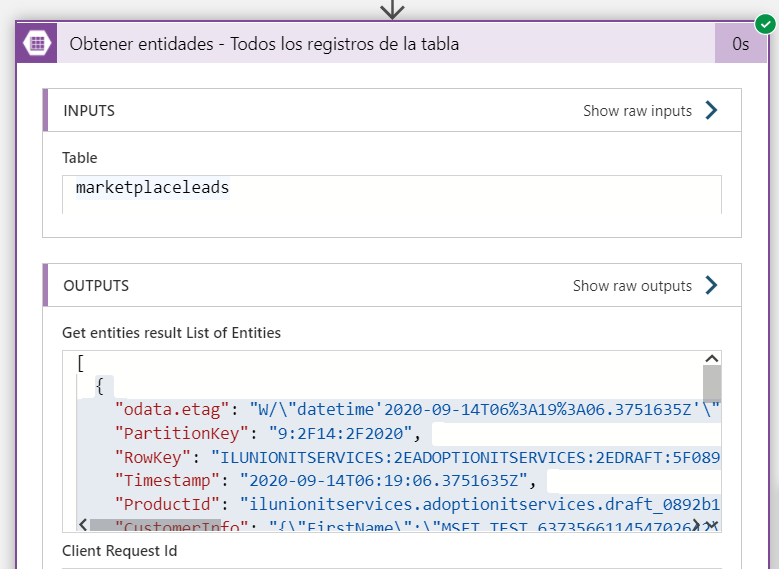 Obtener entidades - Todos los registros de la tabla 0s
INPUTS Show raw inputs
Table
marketplaceleads
OUTPUTS Show raw outputs
Get entities result List of Entities
[
{
"odata.etag": "W/\"datetime'2020-09-14T06%3A19%3A06.3751635Z'\"
"PartitionKey": "9:2F14:2F2020",
"RowKey": "ILUNIONITSERVICES:2EADOPTIONITSERVICES:2EDRAFT:5F089
"Timestamp": "2020-09-14T06:19:06.3751635Z",
"ProductId": "ilunionitservices.adoptionitservices.draft_0892b1
"CustomerInfo": "{\"FirstName\":\"MSFT_TEST_
Client Request Id